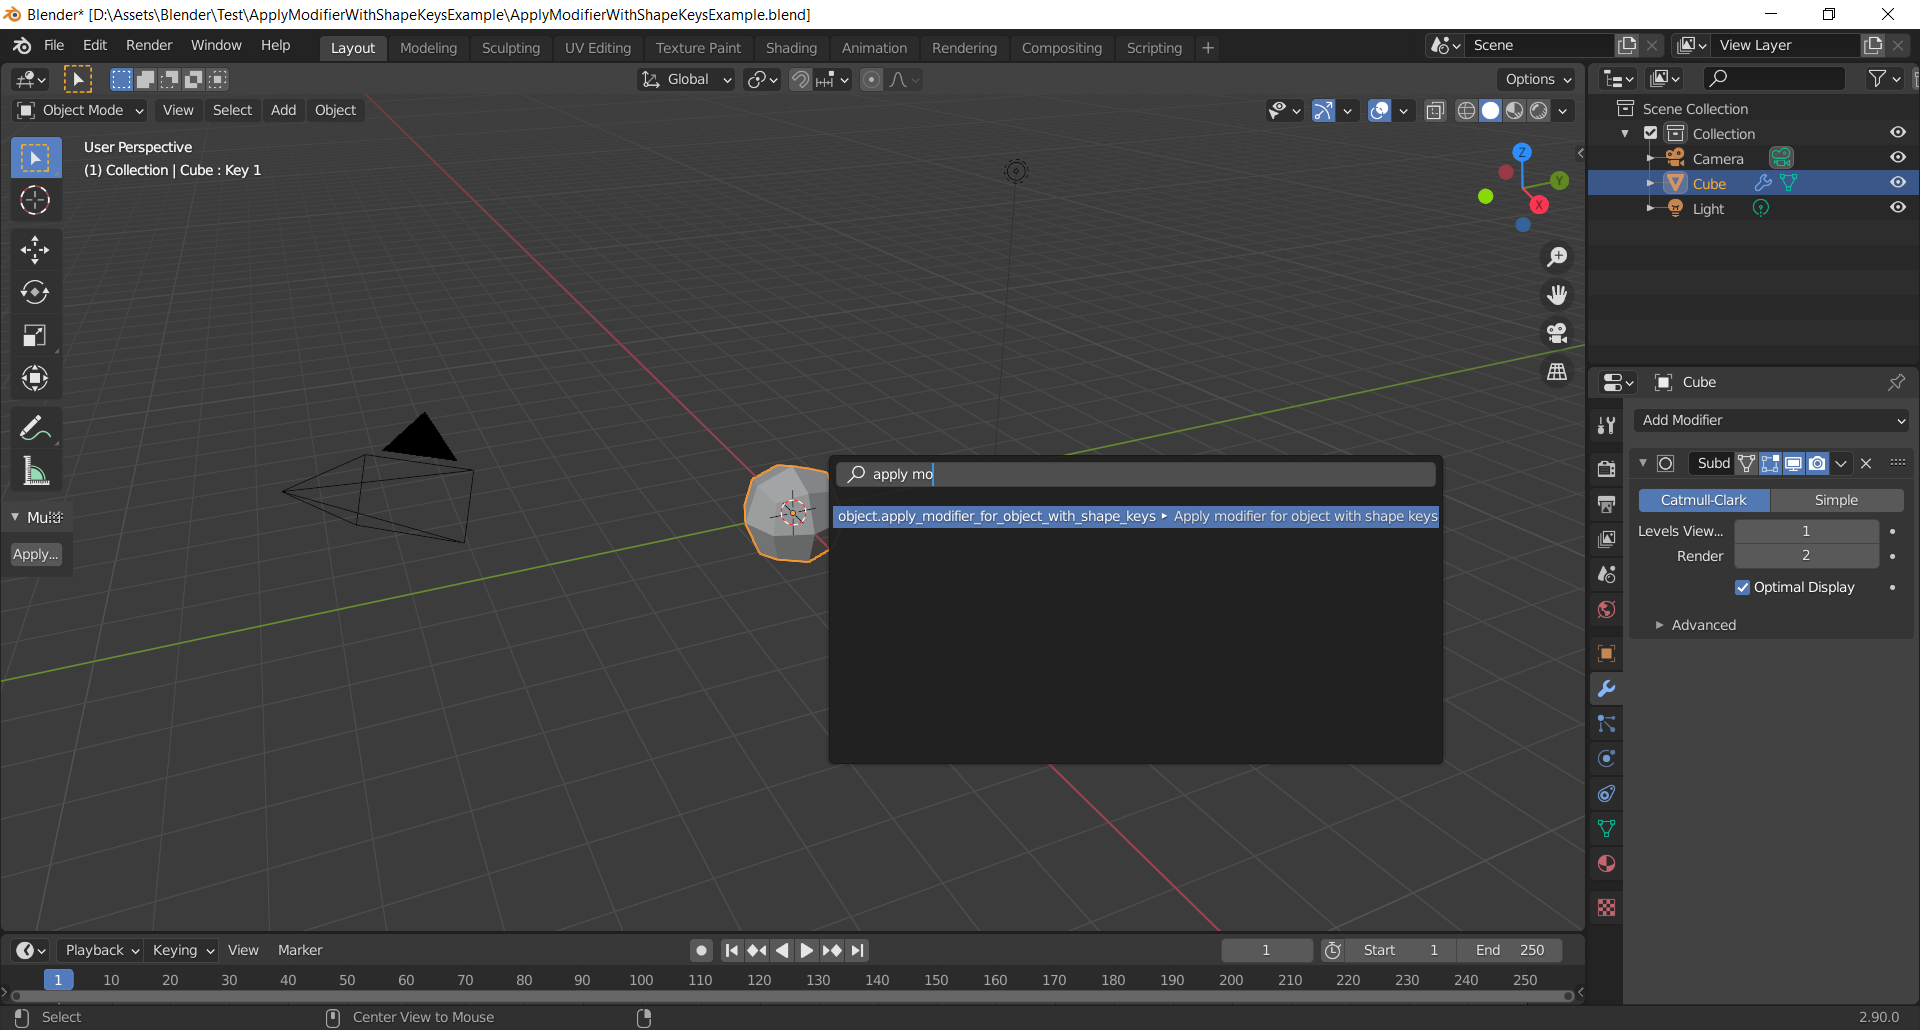 Blender* [D:\Assets\Blender\Test\ApplyModifierWithShapeKeysExample\ApplyModifierWithShapeKeysExample.blend]
File Edit Render Window Help Layout Modeling Sculpting UV Editing Texture Paint Shading Animation Rendering Compositing Scripting + Scene View Layer
Global Options
Object Mode View Select Add Object
User Perspective
(1) Collection | Cube : Key 1
Z
Y
X
Scene Collection
Collection
Camera
Cube
Light
Cube
Add Modifier
Subd
Catmull-Clark Simple
Levels View... 1
Render 2
Optimal Display
Advanced
apply mo
object.apply_modifier_for_object_with_shape_keys ▸ Apply modifier for object with shape keys
Apply...
Playback Keying View Marker 1 Start 1 End 250
1 10 20 30 40 50 60 70 80 90 100 110 120 130 140 150 160 170 180 190 200 210 220 230 240 250
Select Center View to Mouse 2.90.0